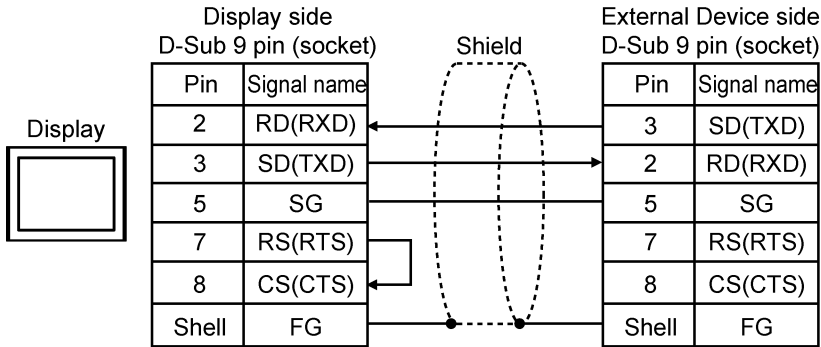 Display side
D-Sub 9 pin (socket)
Shield
External Device side
D-Sub 9 pin (socket)
Display
Pin Signal name
2 RD(RXD)
3 SD(TXD)
5 SG
7 RS(RTS)
8 CS(CTS)
Shell FG
Pin Signal name
3 SD(TXD)
2 RD(RXD)
5 SG
7 RS(RTS)
8 CS(CTS)
Shell FG